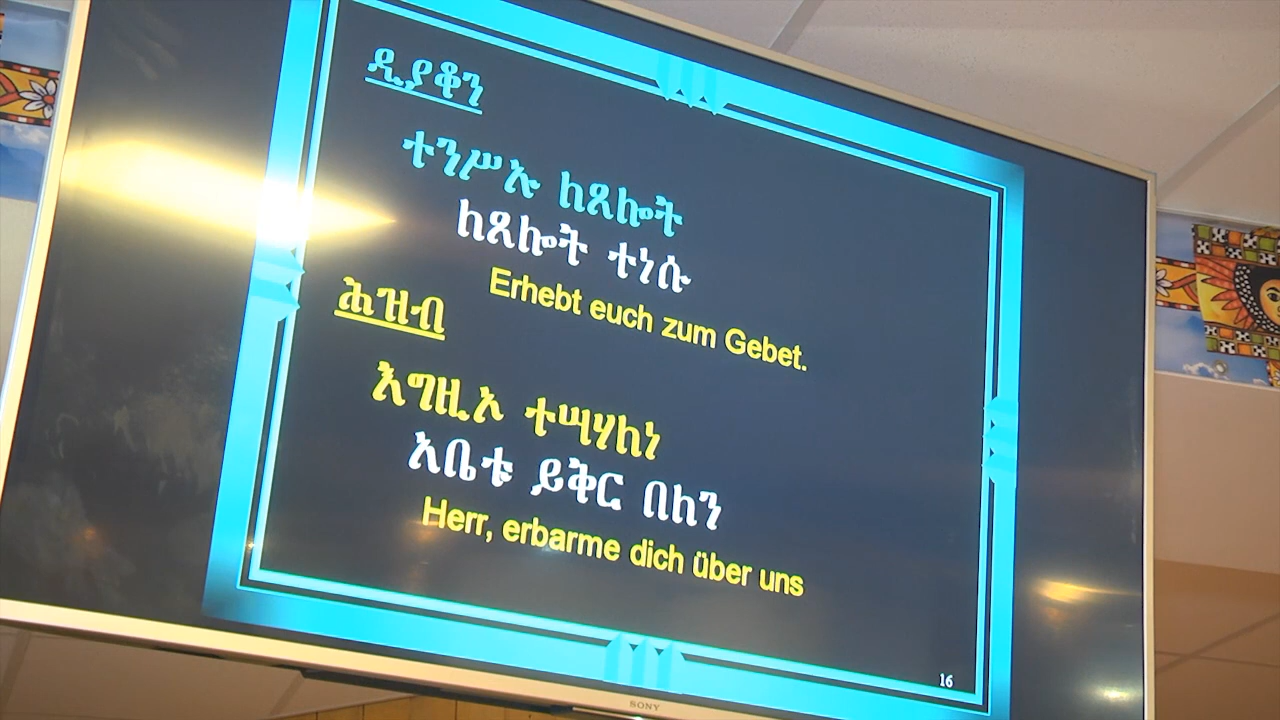 ዲያቆን
ተንሥኡ ለጸሎት
ለጸሎት ተነሱ
Erhebt euch zum Gebet.
ሕዝብ
እግዚኦ ተሣሃለነ
እቤቱ ይቅር በለን
Herr, erbarme dich über uns
16
SONY